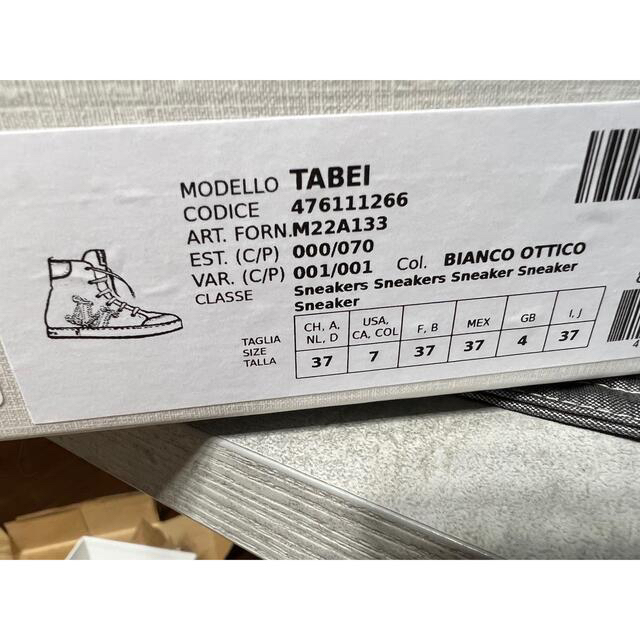 MODELLO TABEI
CODICE 476111266
ART. FORN. M22A133
EST. (C/P) 000/070
VAR. (C/P) 001/001 Col. BIANCO OTTICO
CLASSE Sneakers Sneakers Sneaker Sneaker
Sneaker
TAGLIA
SIZE
TALLA
CH, A, NL, D USA, CA, COL F, B MEX GB I, J
37 7 37 37 4 37